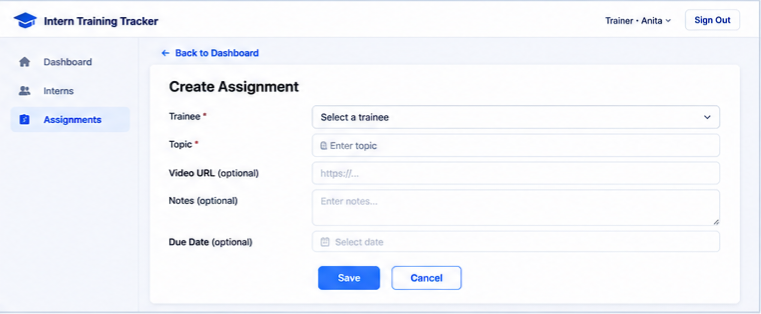 Intern Training Tracker
Trainer • Anita
Sign Out
Dashboard
Interns
Assignments
← Back to Dashboard
Create Assignment
Trainee *
Select a trainee
Topic *
Enter topic
Video URL (optional)
https://...
Notes (optional)
Enter notes...
Due Date (optional)
Select date
Save
Cancel